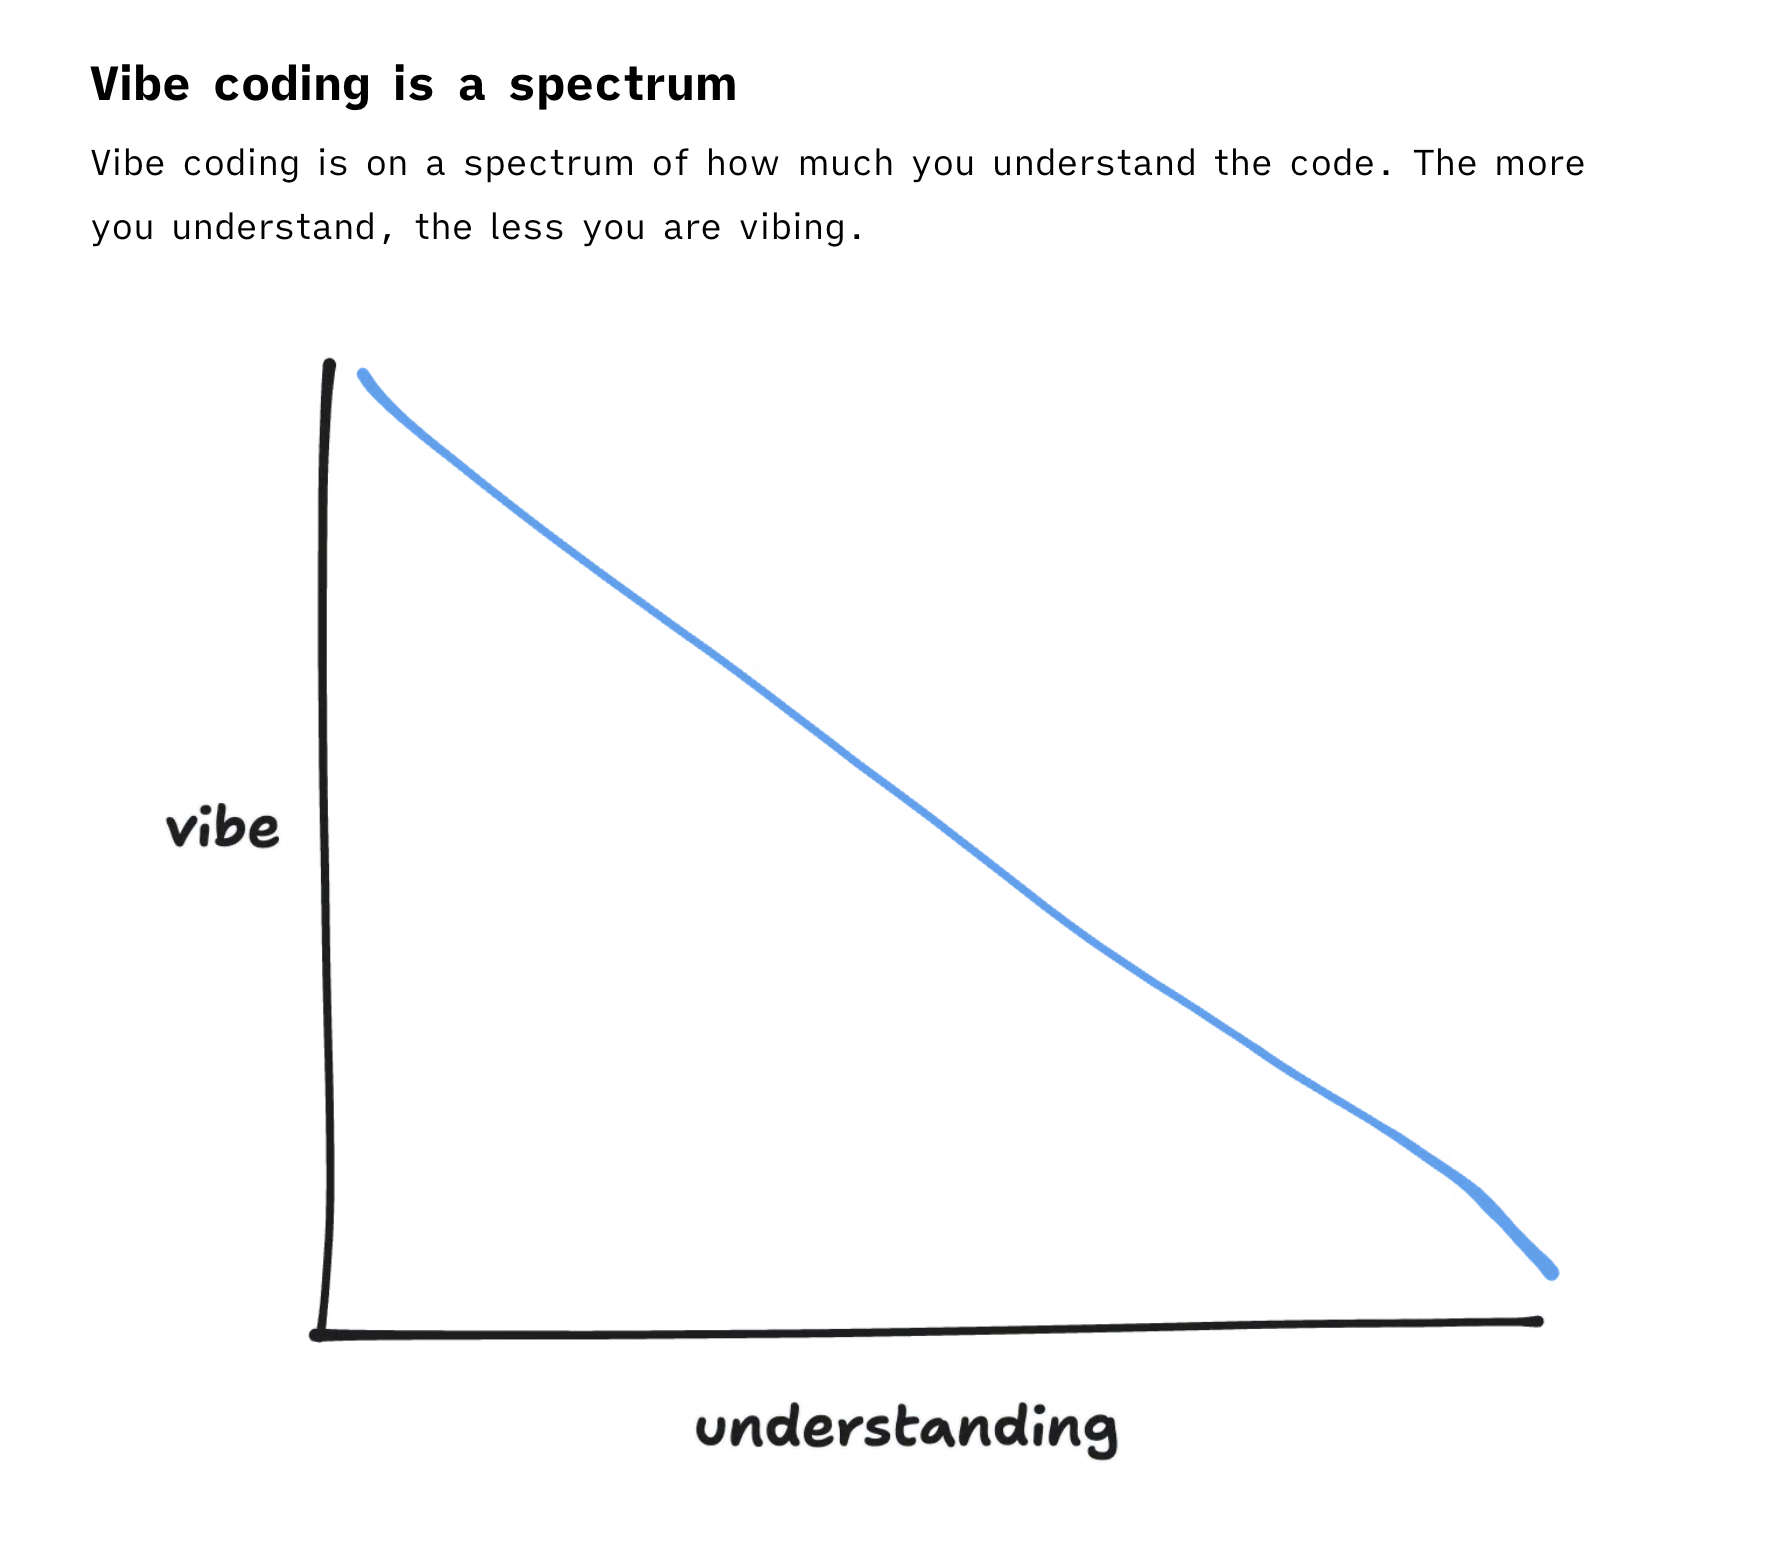 Vibe coding is a spectrum
Vibe coding is on a spectrum of how much you understand the code. The more
you understand, the less you are vibing.
vibe
understanding